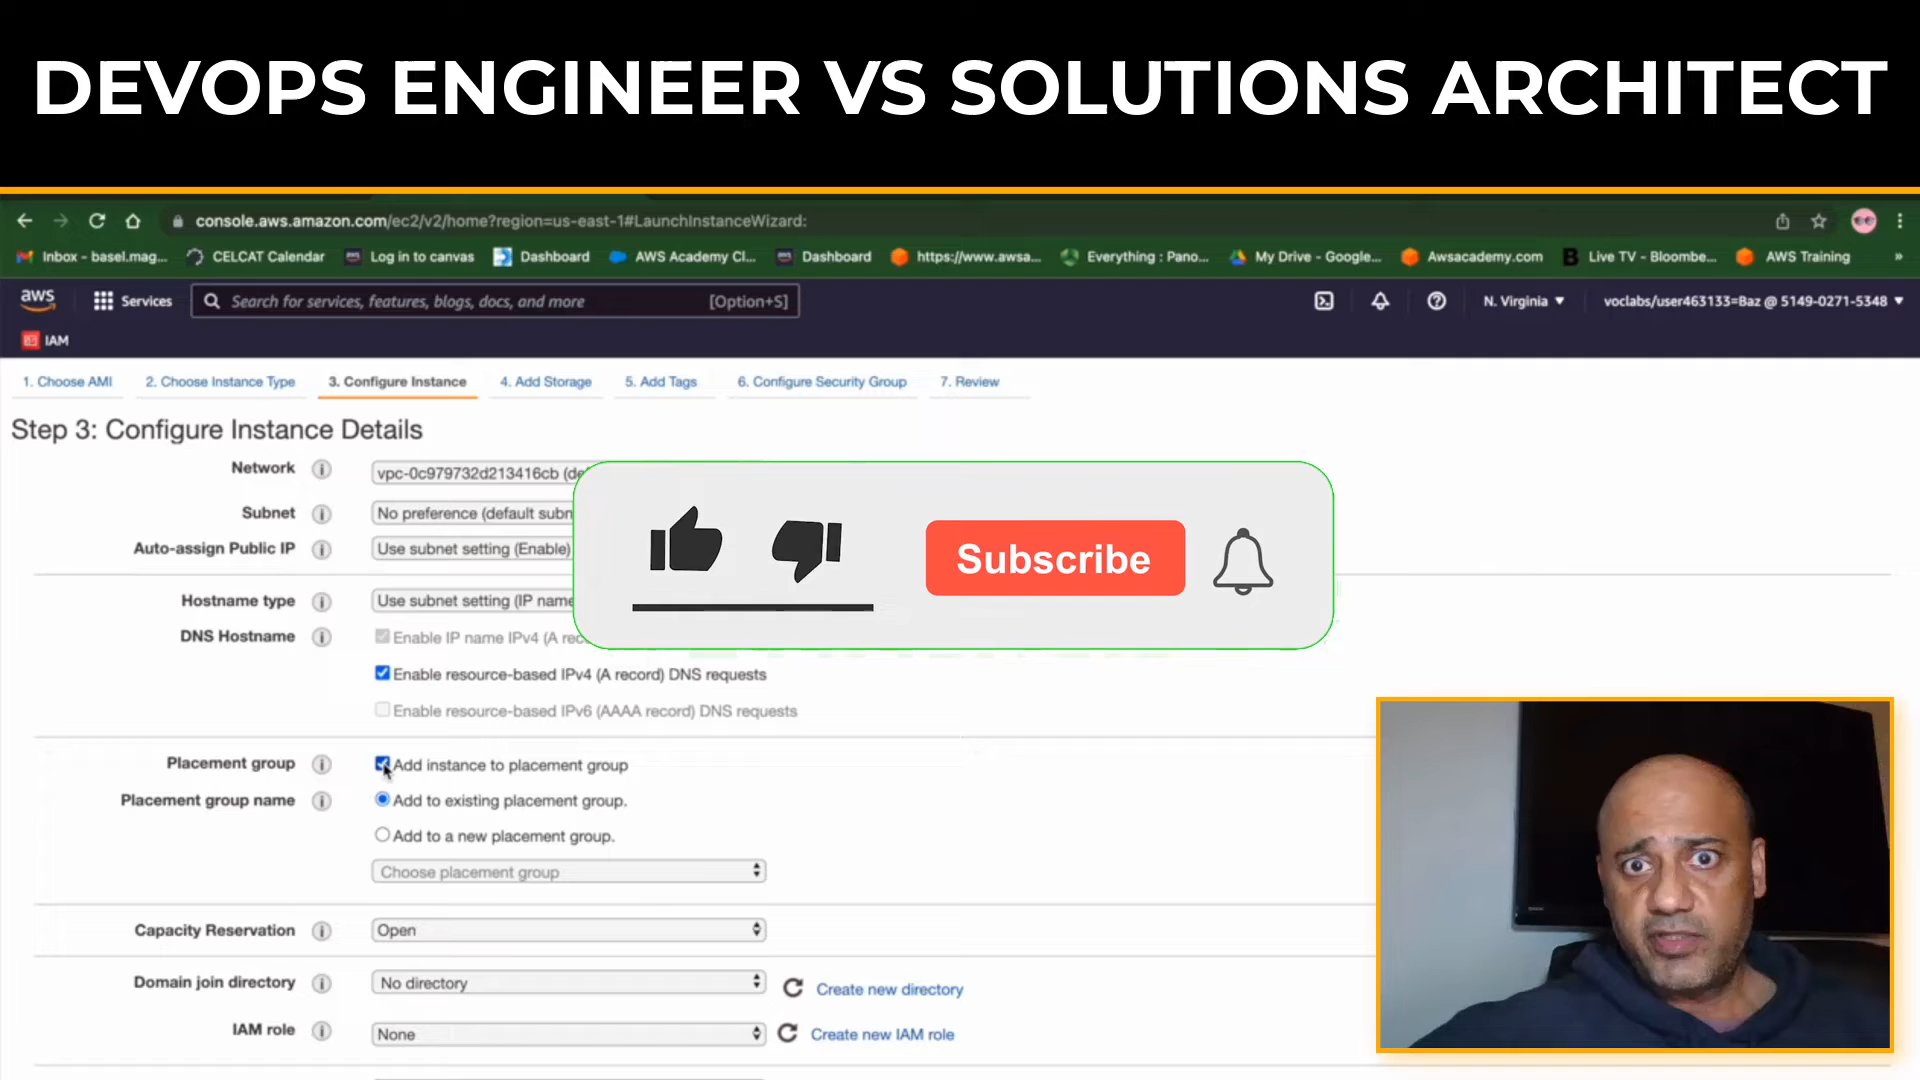 DEVOPS ENGINEER VS SOLUTIONS ARCHITECT
console.aws.amazon.com/ec2/v2/home?region=us-east-1#LaunchInstanceWizard:
Inbox - basel.mag... CELCAT Calendar Log in to canvas Dashboard AWS Academy Cl... Dashboard https://www.awsa... Everything : Pano... My Drive - Google... Awsacademy.com Live TV - Bloombe... AWS Training »
aws Services Search for services, features, blogs, docs, and more [Option+S] N. Virginia voclabs/user463133=Baz @ 5149-0271-5348
IAM
1. Choose AMI 2. Choose Instance Type 3. Configure Instance 4. Add Storage 5. Add Tags 6. Configure Security Group 7. Review
Step 3: Configure Instance Details
Network vpc-0c979732d213416cb (de
Subnet No preference (default subn
Auto-assign Public IP Use subnet setting (Enable)
Subscribe
Hostname type Use subnet setting (IP name
DNS Hostname Enable IP name IPv4 (A rec
Enable resource-based IPv4 (A record) DNS requests
Enable resource-based IPv6 (AAAA record) DNS requests
Placement group Add instance to placement group
Placement group name Add to existing placement group.
Add to a new placement group.
Choose placement group
Capacity Reservation Open
Domain join directory No directory Create new directory
IAM role None Create new IAM role